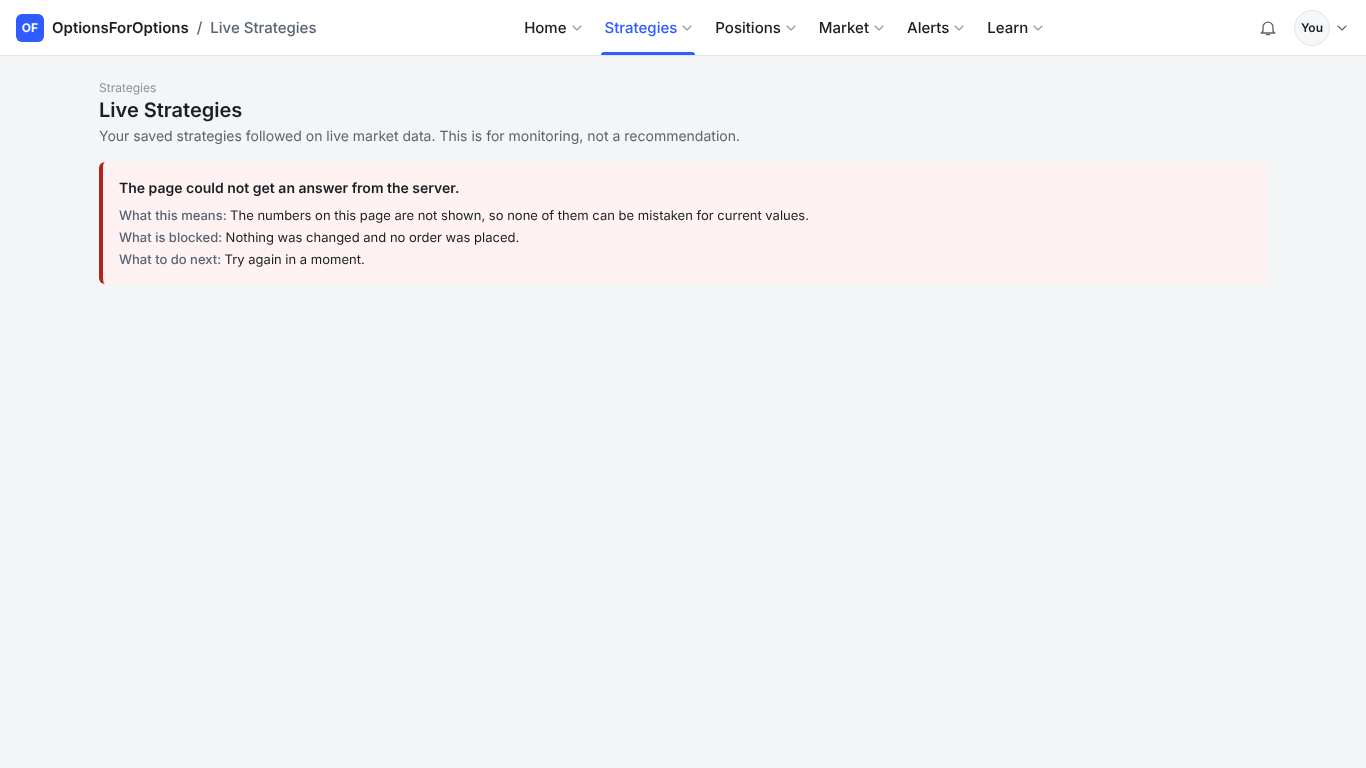 OF OptionsForOptions / Live Strategies Home Strategies Positions Market Alerts Learn You
Strategies
Live Strategies
Your saved strategies followed on live market data. This is for monitoring, not a recommendation.
The page could not get an answer from the server.
What this means: The numbers on this page are not shown, so none of them can be mistaken for current values.
What is blocked: Nothing was changed and no order was placed.
What to do next: Try again in a moment.